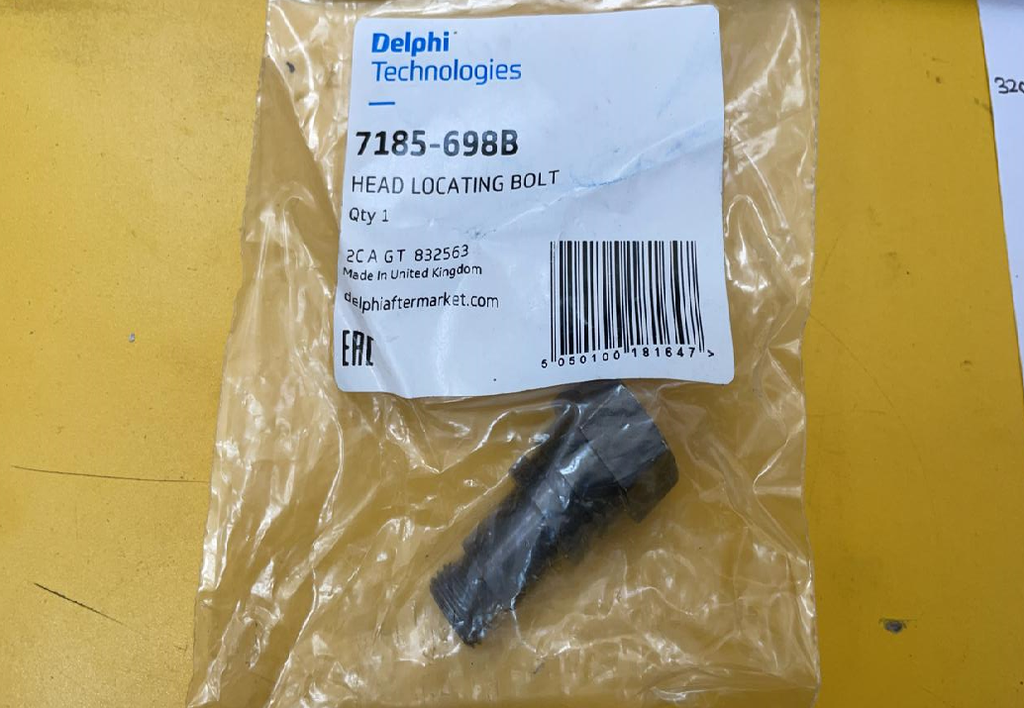 Delphi
Technologies
7185-698B
HEAD LOCATING BOLT
Qty 1
2C A GT 832563
Made In United Kingdom
delphiaftermarket.com
EAC
5 050100 181647 >